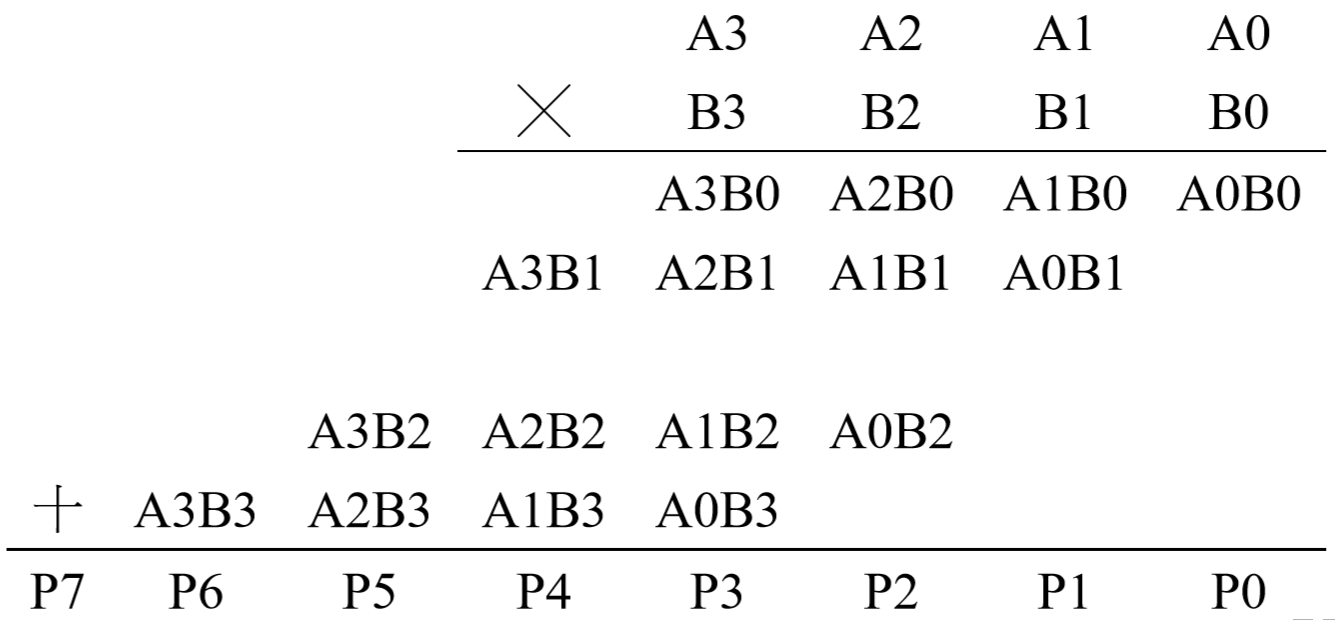 A3 A2 A1 A0
× B3 B2 B1 B0
A3B0 A2B0 A1B0 A0B0
A3B1 A2B1 A1B1 A0B1
A3B2 A2B2 A1B2 A0B2
+ A3B3 A2B3 A1B3 A0B3
P7 P6 P5 P4 P3 P2 P1 P0